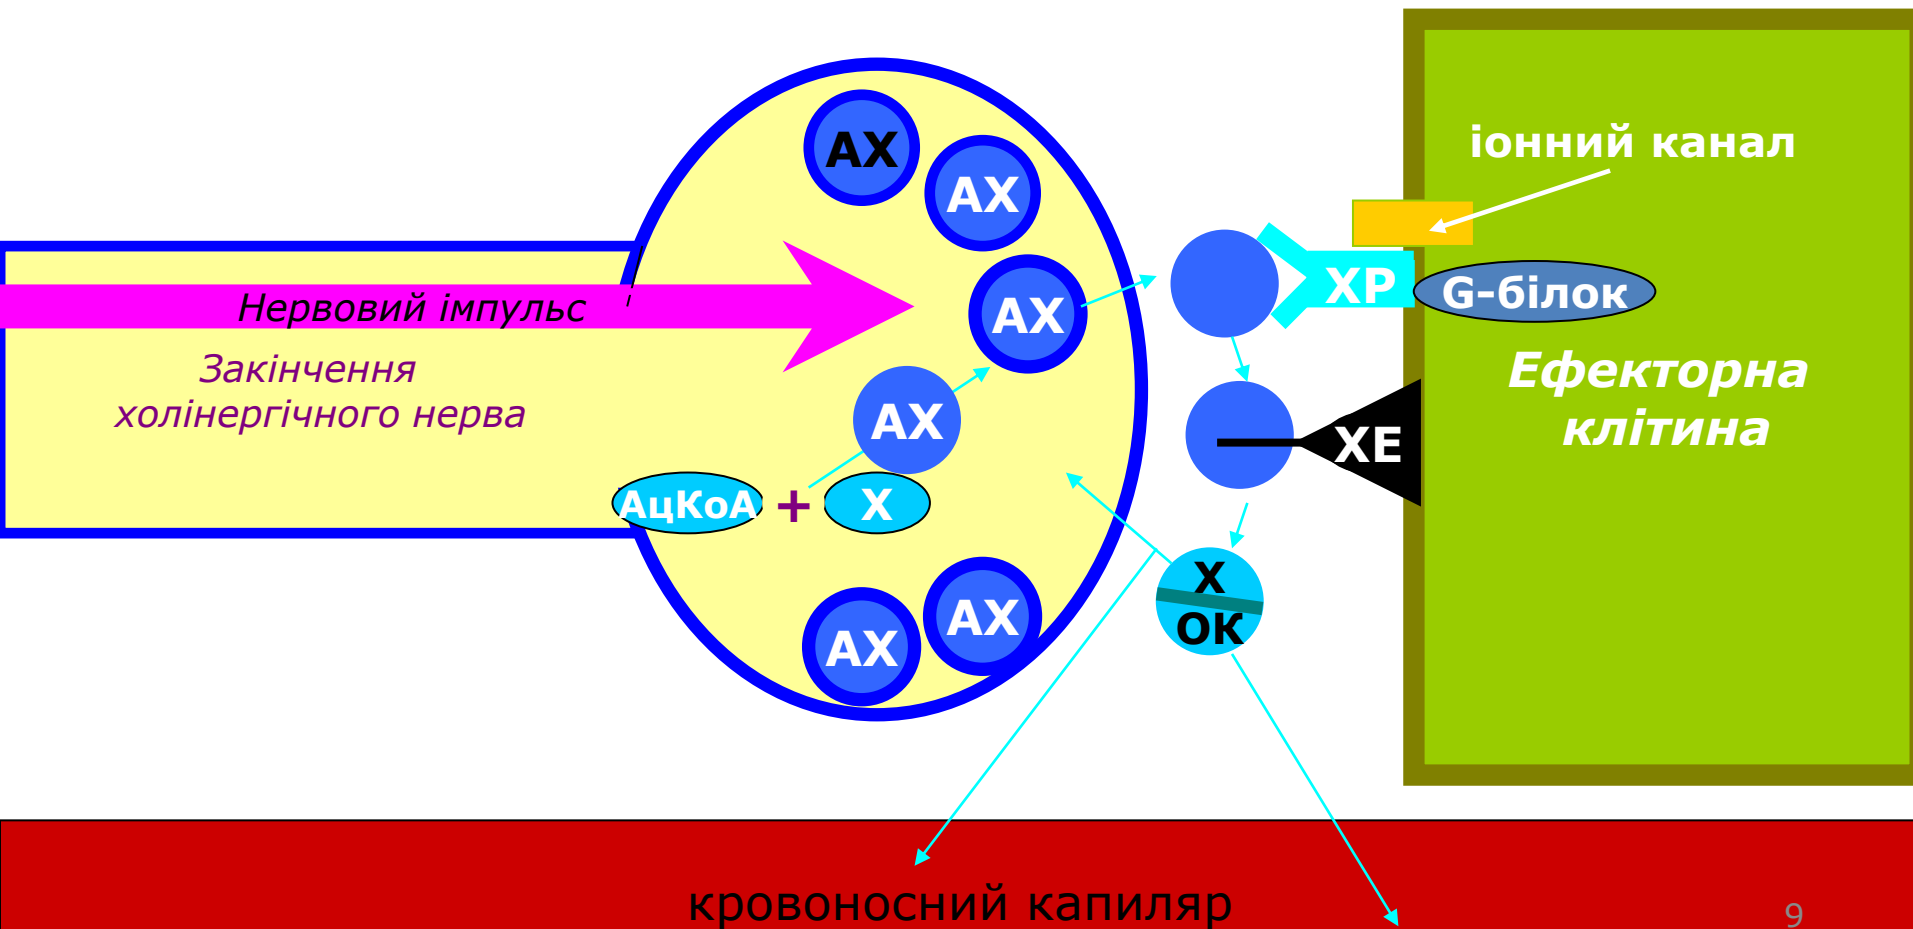 АХ
АХ
іонний канал
АХ
ХР
G-білок
Нервовий імпульс
Закінчення
холінергічного нерва
Ефекторна
клітина
АХ
ХЕ
АцКоА + Х
Х
ОК
АХ
АХ
кровоносний капиляр
9